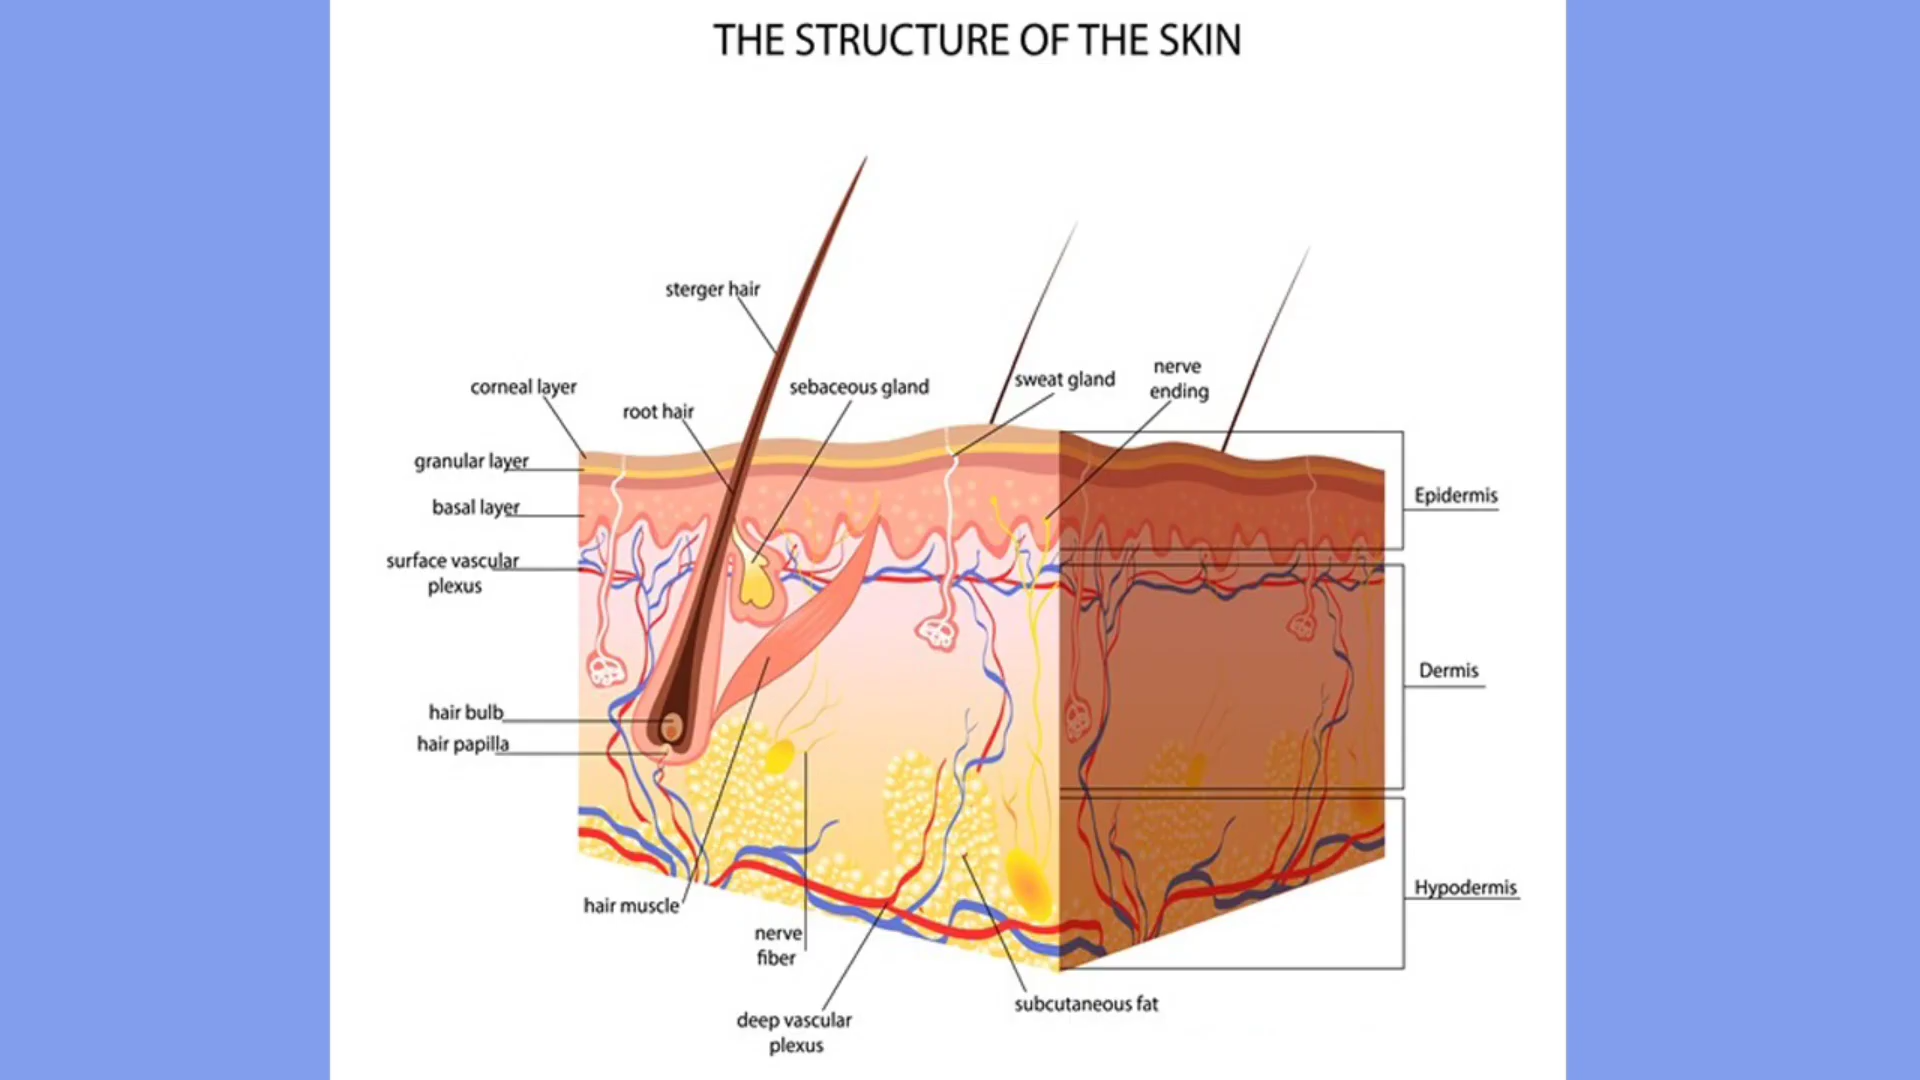 THE STRUCTURE OF THE SKIN
sterger hair
corneal layer
root hair
sebaceous gland
sweat gland
nerve
ending
granular layer
basal layer
surface vascular
plexus
Epidermis
Dermis
hair bulb
hair papilla
Hypodermis
hair muscle
nerve
fiber
subcutaneous fat
deep vascular
plexus